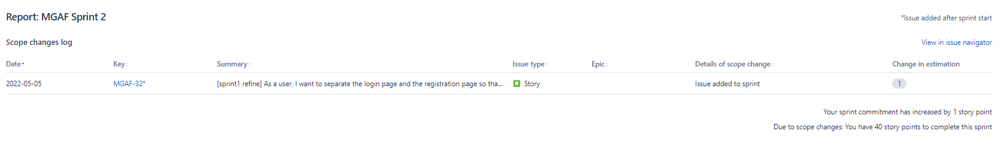 Report: MGAF Sprint 2
*Issue added after sprint start
Scope changes log
View in issue navigator
Date Key Summary Issue type Epic Details of scope change Change in estimation
2022-05-05 MGAF-32* [sprint1 refine] As a user, I want to separate the login page and the registration page so tha... Story Issue added to sprint 1
Your sprint commitment has increased by 1 story point
Due to scope changes: You have 40 story points to complete this sprint